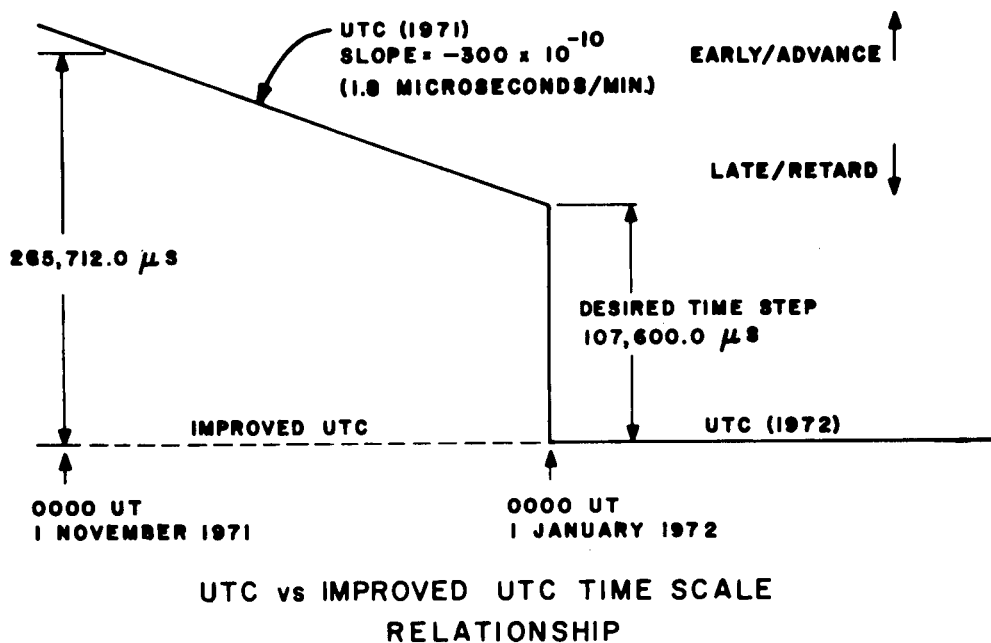 UTC (1971)
SLOPE = -300 x 10⁻¹⁰
(1.8 MICROSECONDS/MIN.)
EARLY/ADVANCE
LATE/RETARD
265,712.0 μS
DESIRED TIME STEP
107,600.0 μS
IMPROVED UTC
UTC (1972)
0000 UT
1 NOVEMBER 1971
0000 UT
1 JANUARY 1972
UTC vs IMPROVED UTC TIME SCALE
RELATIONSHIP